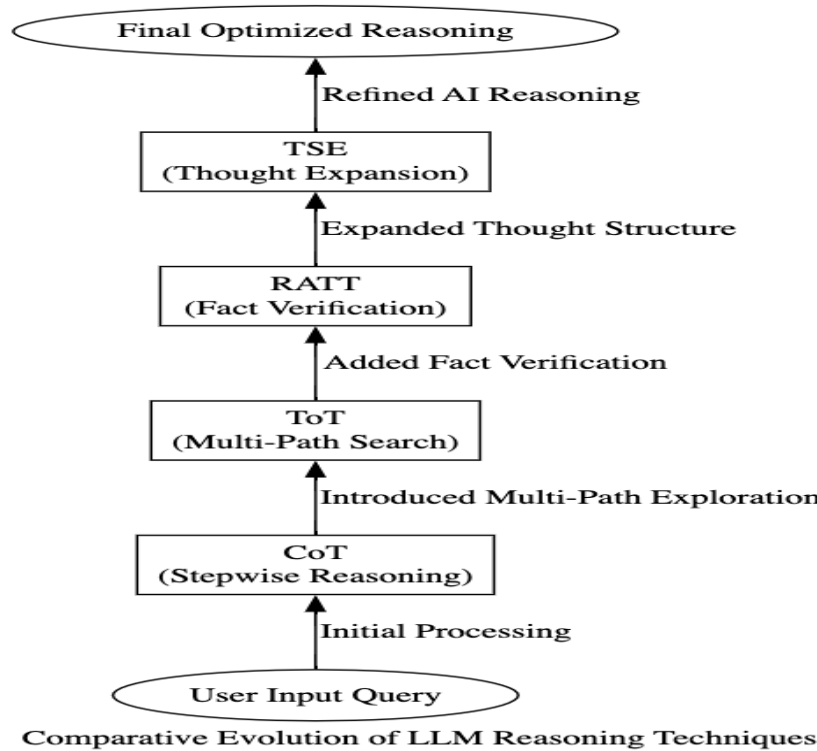 Final Optimized Reasoning
Refined AI Reasoning
TSE
(Thought Expansion)
Expanded Thought Structure
RATT
(Fact Verification)
Added Fact Verification
ToT
(Multi-Path Search)
Introduced Multi-Path Exploration
CoT
(Stepwise Reasoning)
Initial Processing
User Input Query
Comparative Evolution of LLM Reasoning Techniques